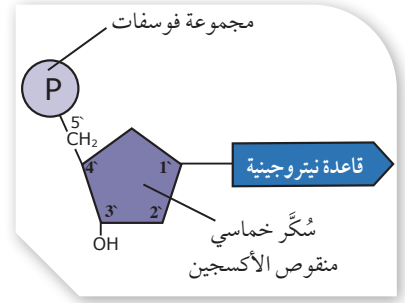 مجموعة فوسفات
P
5`
CH₂
4`
1`
قاعدة نيتروجينية
3`
2`
OH
سُكَّر خماسي
منقوص الأكسجين